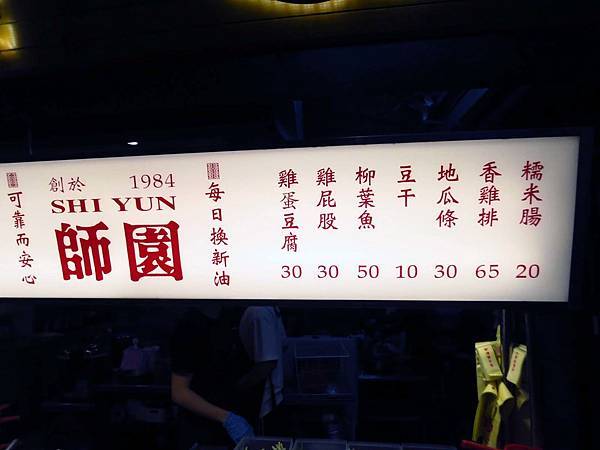 可靠而安心
創於 1984
SHI YUN
師園
每日換新油
雞蛋豆腐 30
雞屁股 30
柳葉魚 50
豆干 10
地瓜條 30
香雞排 65
糯米腸 20